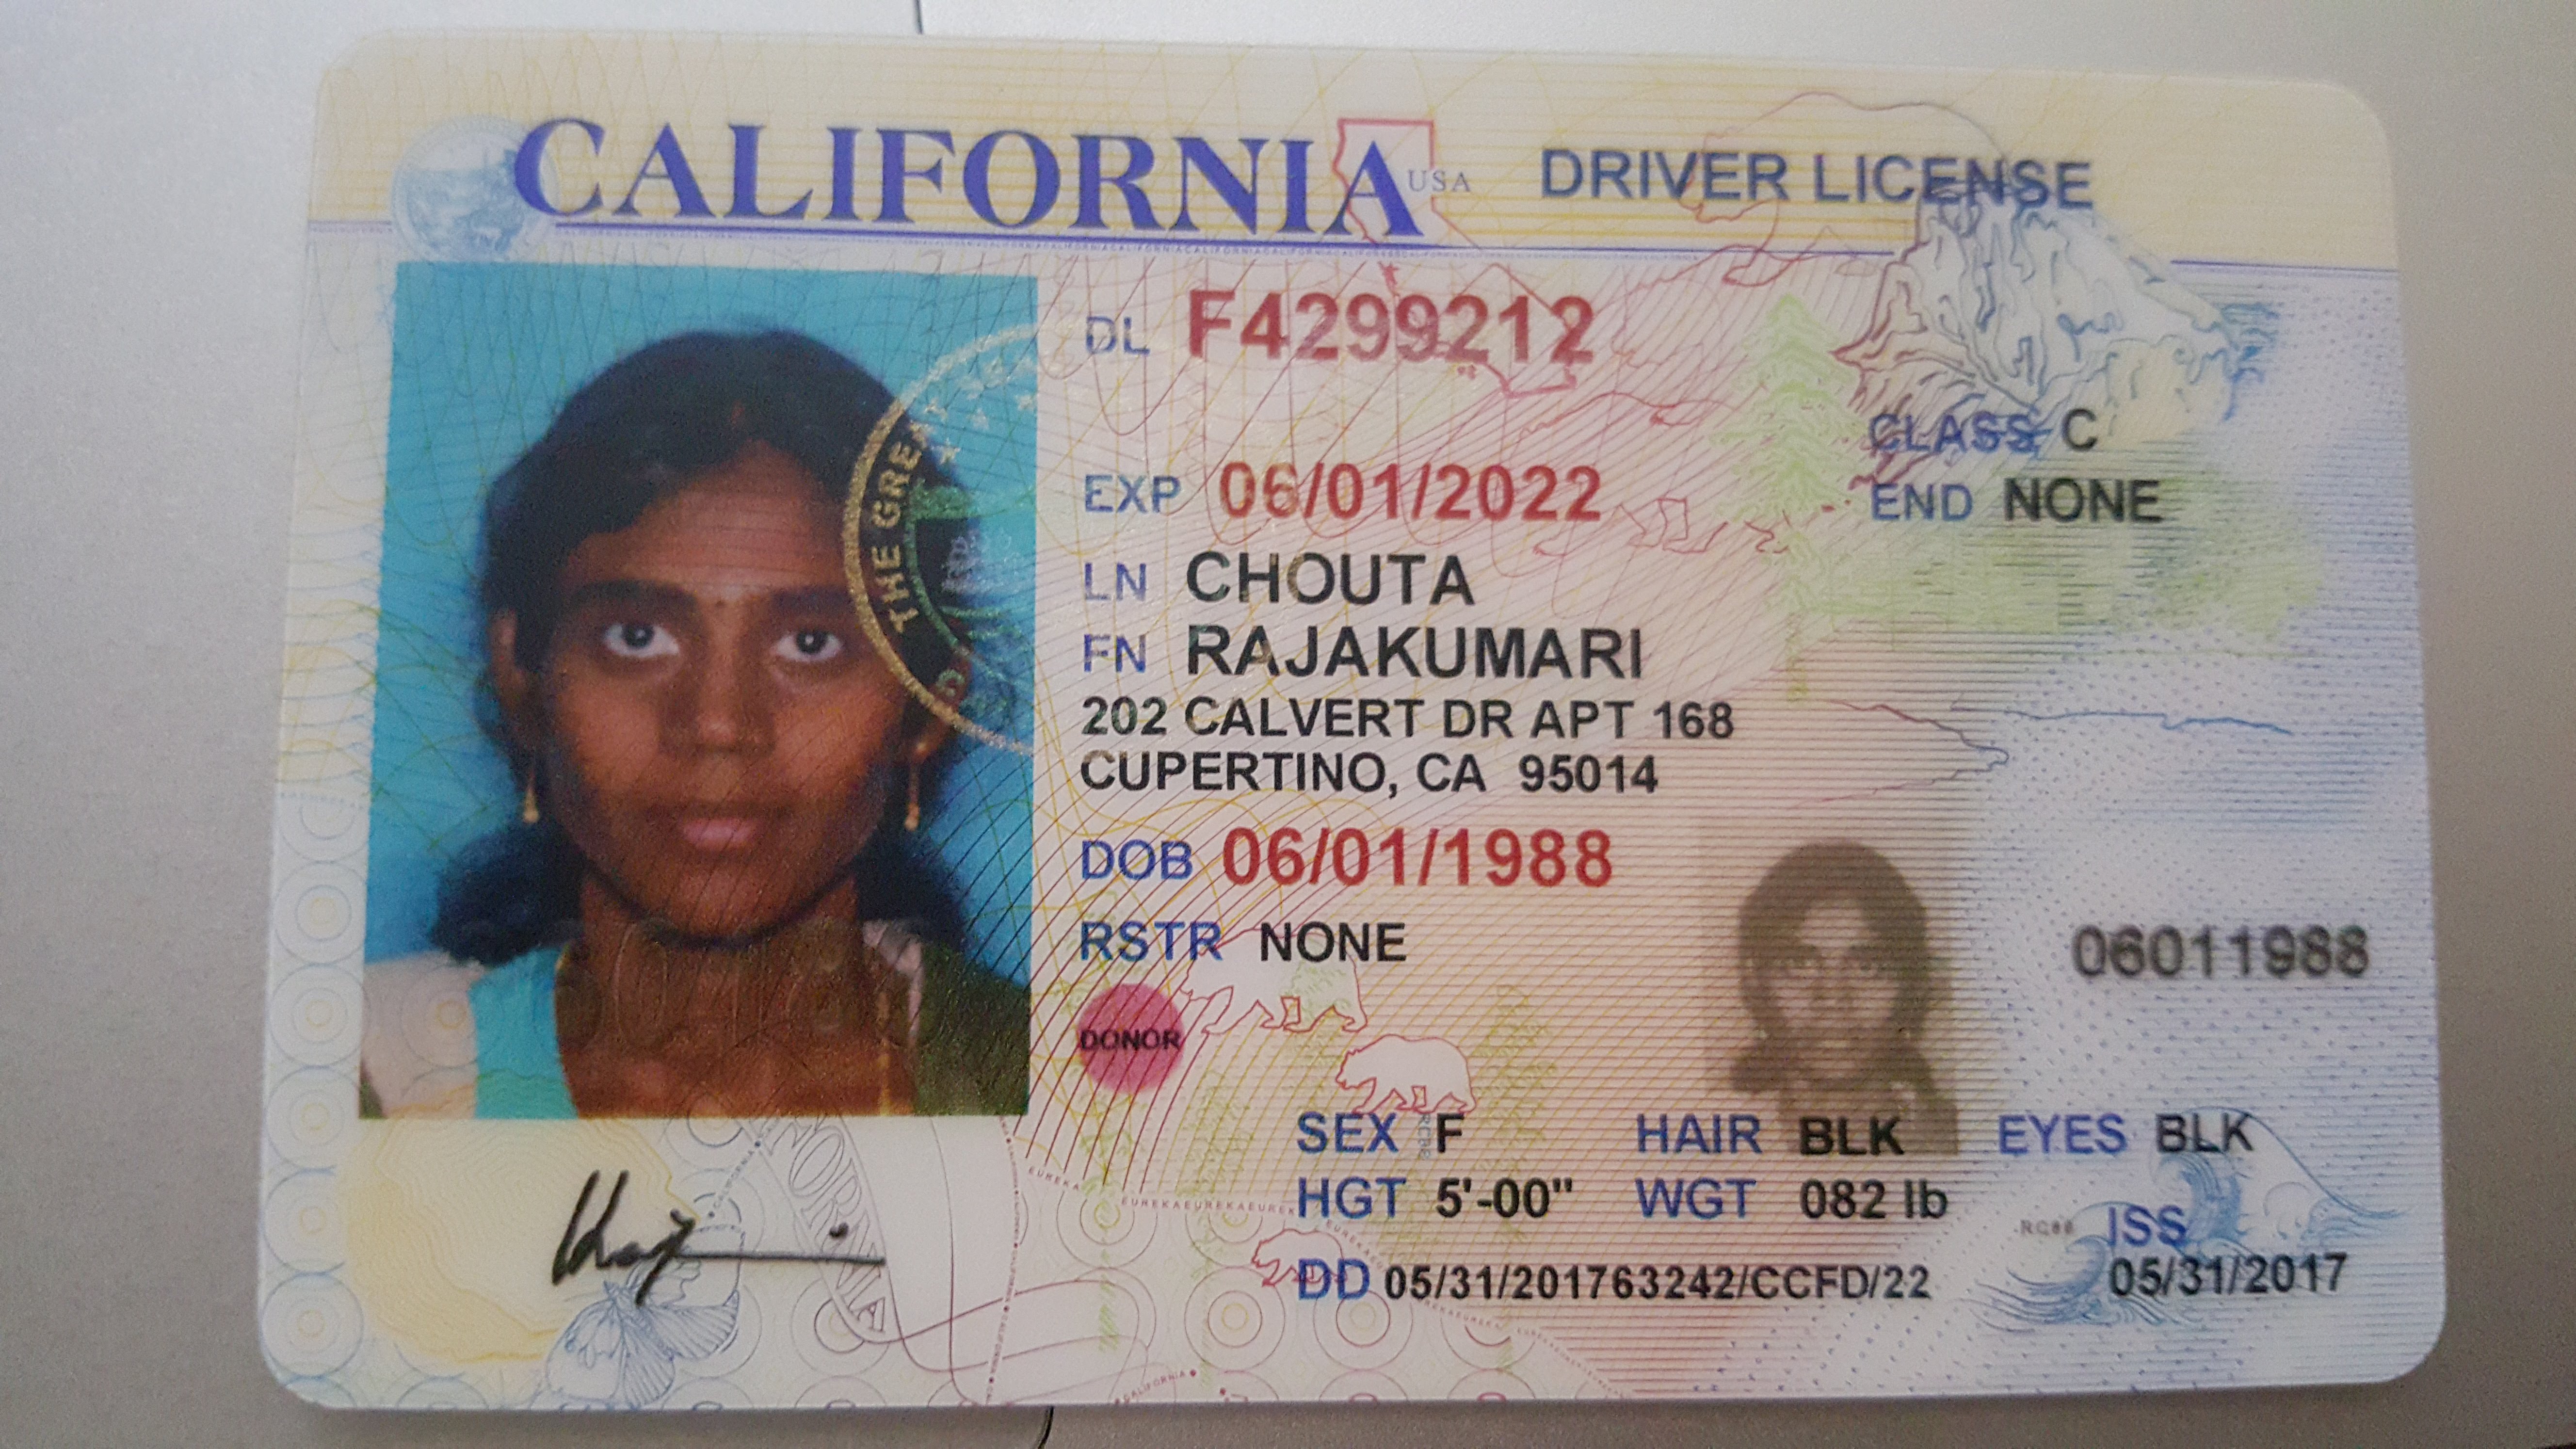 CALIFORNIA USA DRIVER LICENSE
DL F4299212
CLASS C
EXP 06/01/2022
END NONE
LN CHOUTA
FN RAJAKUMARI
202 CALVERT DR APT 168
CUPERTINO, CA 95014
DOB 06/01/1988
RSTR NONE
06011988
DONOR
SEX F HAIR BLK EYES BLK
HGT 5'-00" WGT 082 lb
ISS
DD 05/31/201763242/CCFD/22 05/31/2017
THE GREA